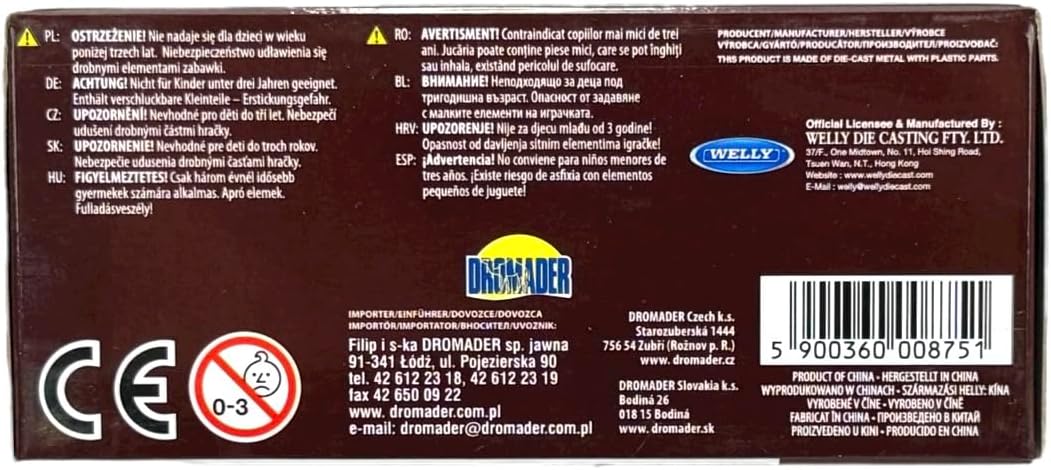 PL: OSTRZEŻENIE! Nie nadaje się dla dzieci w wieku
poniżej trzech lat. Niebezpieczeństwo udławienia się
drobnymi elementami zabawki.
DE: ACHTUNG! Nicht für Kinder unter drei Jahren geeignet.
Enthält verschluckbare Kleinteile – Erstickungsgefahr.
CZ: UPOZORNĚNÍ! Nevhodné pro děti do tří let. Nebezpečí
udušení drobnými částmi hračky.
SK: UPOZORNENIE! Nevhodné pre deti do troch rokov.
Nebezpečie udusenia drobnými časťami hračky.
HU: FIGYELMEZTETES! Csak három évnél idősebb
gyermekek számára alkalmas. Apró elemek.
Fulladásveszély!
RO: AVERTISMENT! Contraindicat copiilor mai mici de trei
ani. Jucăria poate conține piese mici, care se pot înghiți
sau inhala, existând pericolul de sufocare.
BL: ВНИМАНИЕ! Неподходящо за деца под
тригодишна възраст. Опасност от задавяне
с малките елементи на играчката.
HRV: UPOZORENJE! Nije za djecu mlađu od 3 godine!
Opasnost od davljenja sitnim elementima igračke!
ESP: ¡Advertencia! No conviene para niños menores de
tres años. ¡Existe riesgo de asfixia con elementos
pequeños de juguete!
PRODUCENT/MANUFACTURER/HERSTELLER/VÝROBCE
VÝROBCA/GYÁRTÓ/PRODUCĂTOR/ПРОИЗВОДИТЕЛ/PROIZVOĐAČ:
THIS PRODUCT IS MADE OF DIE-CAST METAL WITH PLASTIC PARTS.
WELLY
Official Licensee & Manufactured By :
WELLY DIE CASTING FTY. LTD.
37/F., One Midtown, No. 11, Hoi Shing Road,
Tsuen Wan, N.T., Hong Kong
Website : www.wellydiecast.com
E-Mail : welly@wellydiecast.com
DROMADER
IMPORTER/EINFÜHRER/DOVOZCE/DOVOZCA
IMPORTŐR/IMPORTATOR/ВНОСИТЕЛ/UVOZNIK:
Filip i s-ka DROMADER sp. jawna
91-341 Łódź, ul. Pojezierska 90
tel. 42 612 23 18, 42 612 23 19
fax 42 650 09 22
www. dromader.com.pl
e-mail: dromader@dromader.com.pl
DROMADER Czech k.s.
Starozuberská 1444
756 54 Zubří (Rožnov p. R.)
www. dromader.cz
DROMADER Slovakia k.s.
Bodiná 26
018 15 Bodiná
www. dromader.sk
CE
0-3
5 900360 008751
PRODUCT OF CHINA • HERGESTELLT IN CHINA
WYPRODUKOWANO W CHINACH • SZÁRMAZÁSI HELLY: KÍNA
VYROBENÉ V ČÍNE • VYROBENO V ČÍNĚ
FABRICAT ÎN CHINA • ПРОИЗВЕДЕНО В КИТАЙ
PROIZVEDENO U KINI • PRODUCIDO EN CHINA